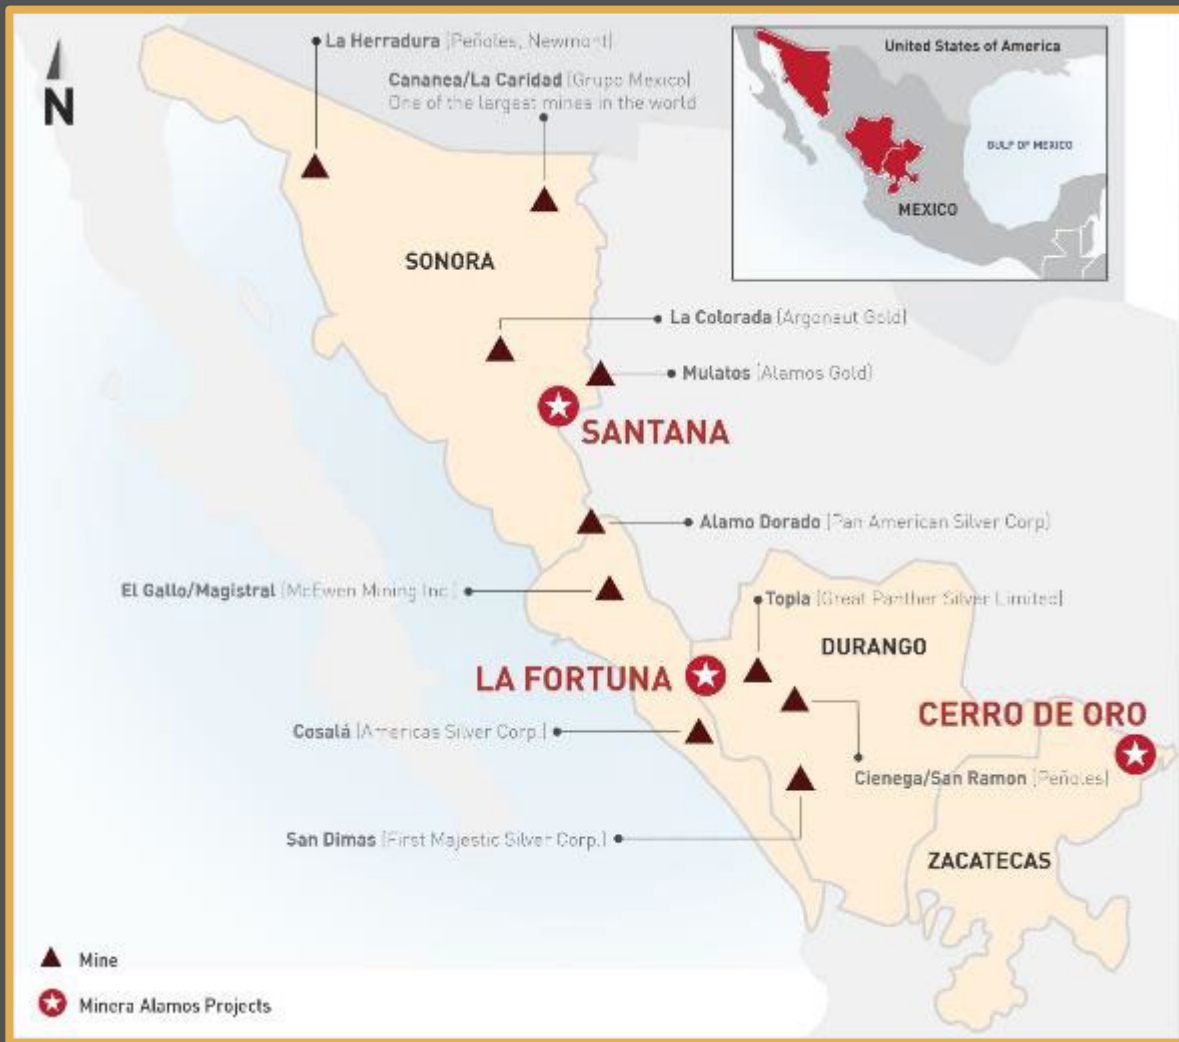 N
La Herradura (Peñoles, Newmont)
Cananea/La Caridad (Grupo Mexico)
One of the largest mines in the world
United States of America
GULF OF MEXICO
MEXICO
SONORA
La Colorada (Argonaut Gold)
Mulatos (Alamos Gold)
SANTANA
Alamo Dorado (Pan American Silver Corp)
El Gallo/Magistral (McEwen Mining Inc.)
Topia (Great Panther Silver Limited)
DURANGO
LA FORTUNA
CERRO DE ORO
Cosalá (Americas Silver Corp.)
Cienega/San Ramon (Peñoles)
San Dimas (First Majestic Silver Corp.)
ZACATECAS
Mine
Minera Alamos Projects